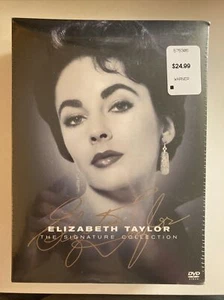 $24.99
WARNER
ELIZABETH TAYLOR
THE SIGNATURE COLLECTION
DVD